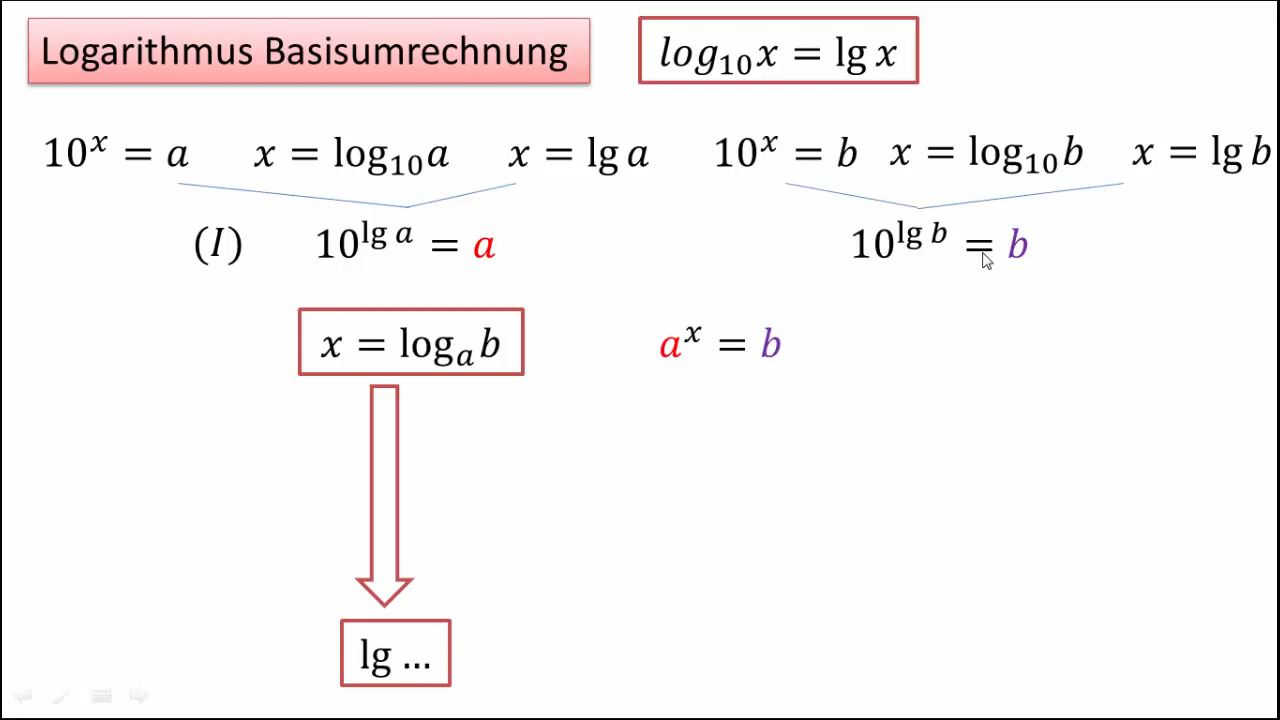 Logarithmus Basisumrechnung
log₁₀x = lg x
10ˣ = a x = log₁₀a x = lg a 10ˣ = b x = log₁₀b x = lg b
(I) 10^(lg a) = a 10^(lg b) = b
x = logₐb aˣ = b
lg ...